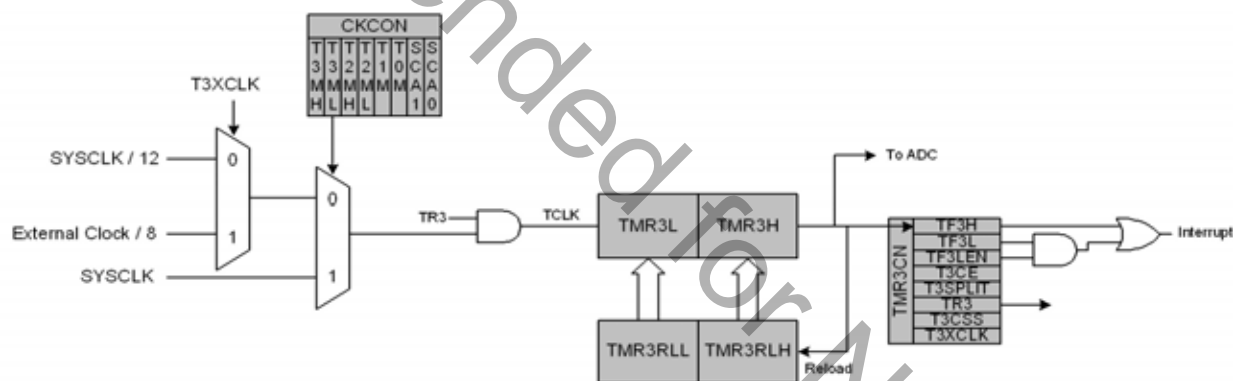 CKCON
T3MH T3ML T2MH T2ML T1M T0M SCA1 SCA0
T3XCLK
SYSCLK / 12
0
External Clock / 8
1
SYSCLK
0
1
TR3
TCLK
TMR3L
TMR3H
To ADC
TMR3RLL
TMR3RLH
Reload
TMR3CN
TF3H
TF3L
TF3LEN
T3CE
T3SPLIT
TR3
T3CSS
T3XCLK
Interrupt
ended for N